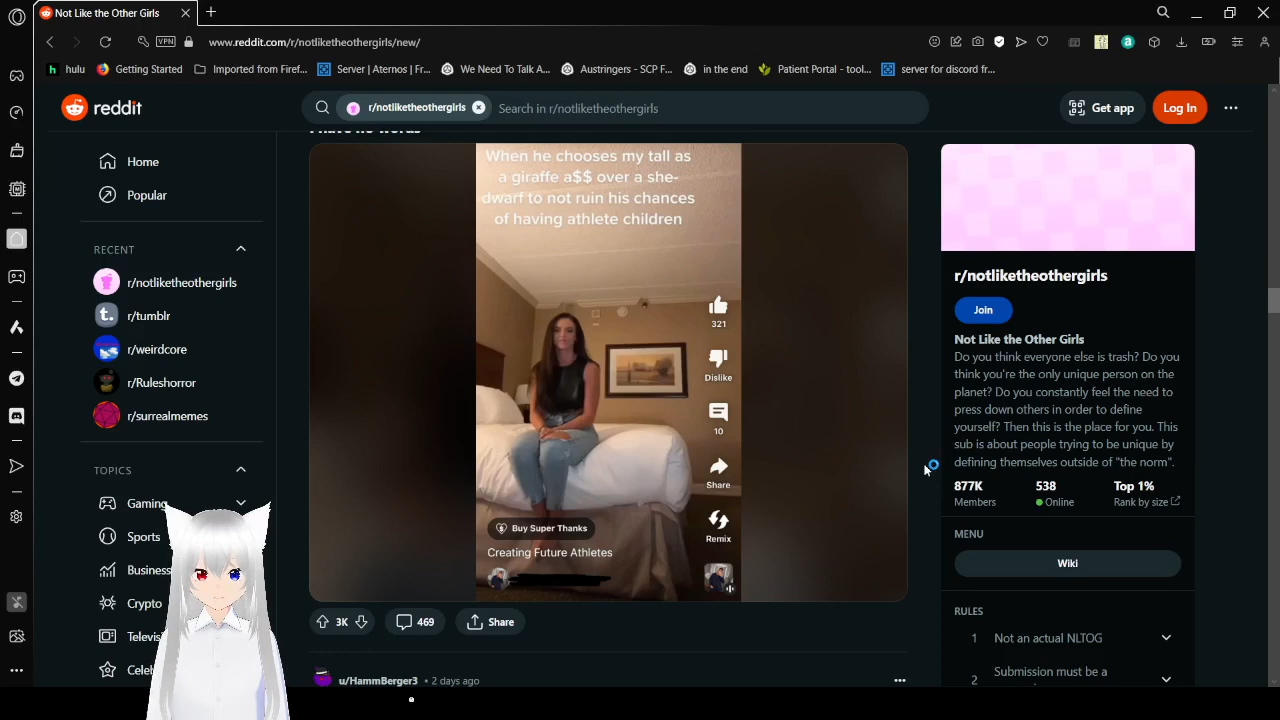 Not Like the Other Girls
VPN
www.reddit.com/r/notliketheothergirls/new/
hulu
Getting Started
Imported from Firef...
Server | Aternos | Fr...
We Need To Talk A...
Austringers - SCP F...
in the end
Patient Portal - tool...
server for discord fr...
reddit
r/notliketheothergirls
Search in r/notliketheothergirls
Get app
Log In
Home
Popular
RECENT
r/notliketheothergirls
r/tumblr
r/weirdcore
r/Ruleshorror
r/surrealmemes
TOPICS
Gaming
Sports
Business
Crypto
Televisi
Celeb
I have no words
When he chooses my tall as
a giraffe a$$ over a she-
dwarf to not ruin his chances
of having athlete children
321
Dislike
10
Share
Remix
Buy Super Thanks
Creating Future Athletes
3K
469
Share
u/HammBerger3 • 2 days ago
r/notliketheothergirls
Join
Not Like the Other Girls
Do you think everyone else is trash? Do you
think you're the only unique person on the
planet? Do you constantly feel the need to
press down others in order to define
yourself? Then this is the place for you. This
sub is about people trying to be unique by
defining themselves outside of "the norm".
877K
Members
538
Online
Top 1%
Rank by size
MENU
Wiki
RULES
1 Not an actual NLTOG
2 Submission must be a